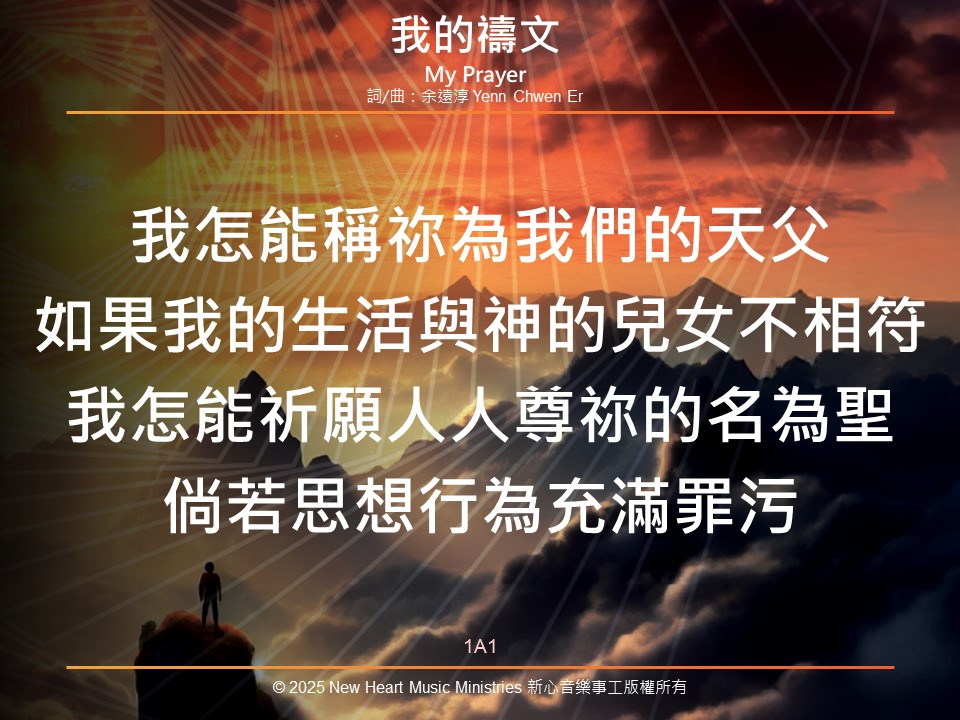 我的禱文
My Prayer
詞/曲：余遠淳 Yenn Chwen Er
我怎能稱祢為我們的天父
如果我的生活與神的兒女不相符
我怎能祈願人人尊祢的名為聖
倘若思想行為充滿罪污
1A1
© 2025 New Heart Music Ministries 新心音樂事工版權所有